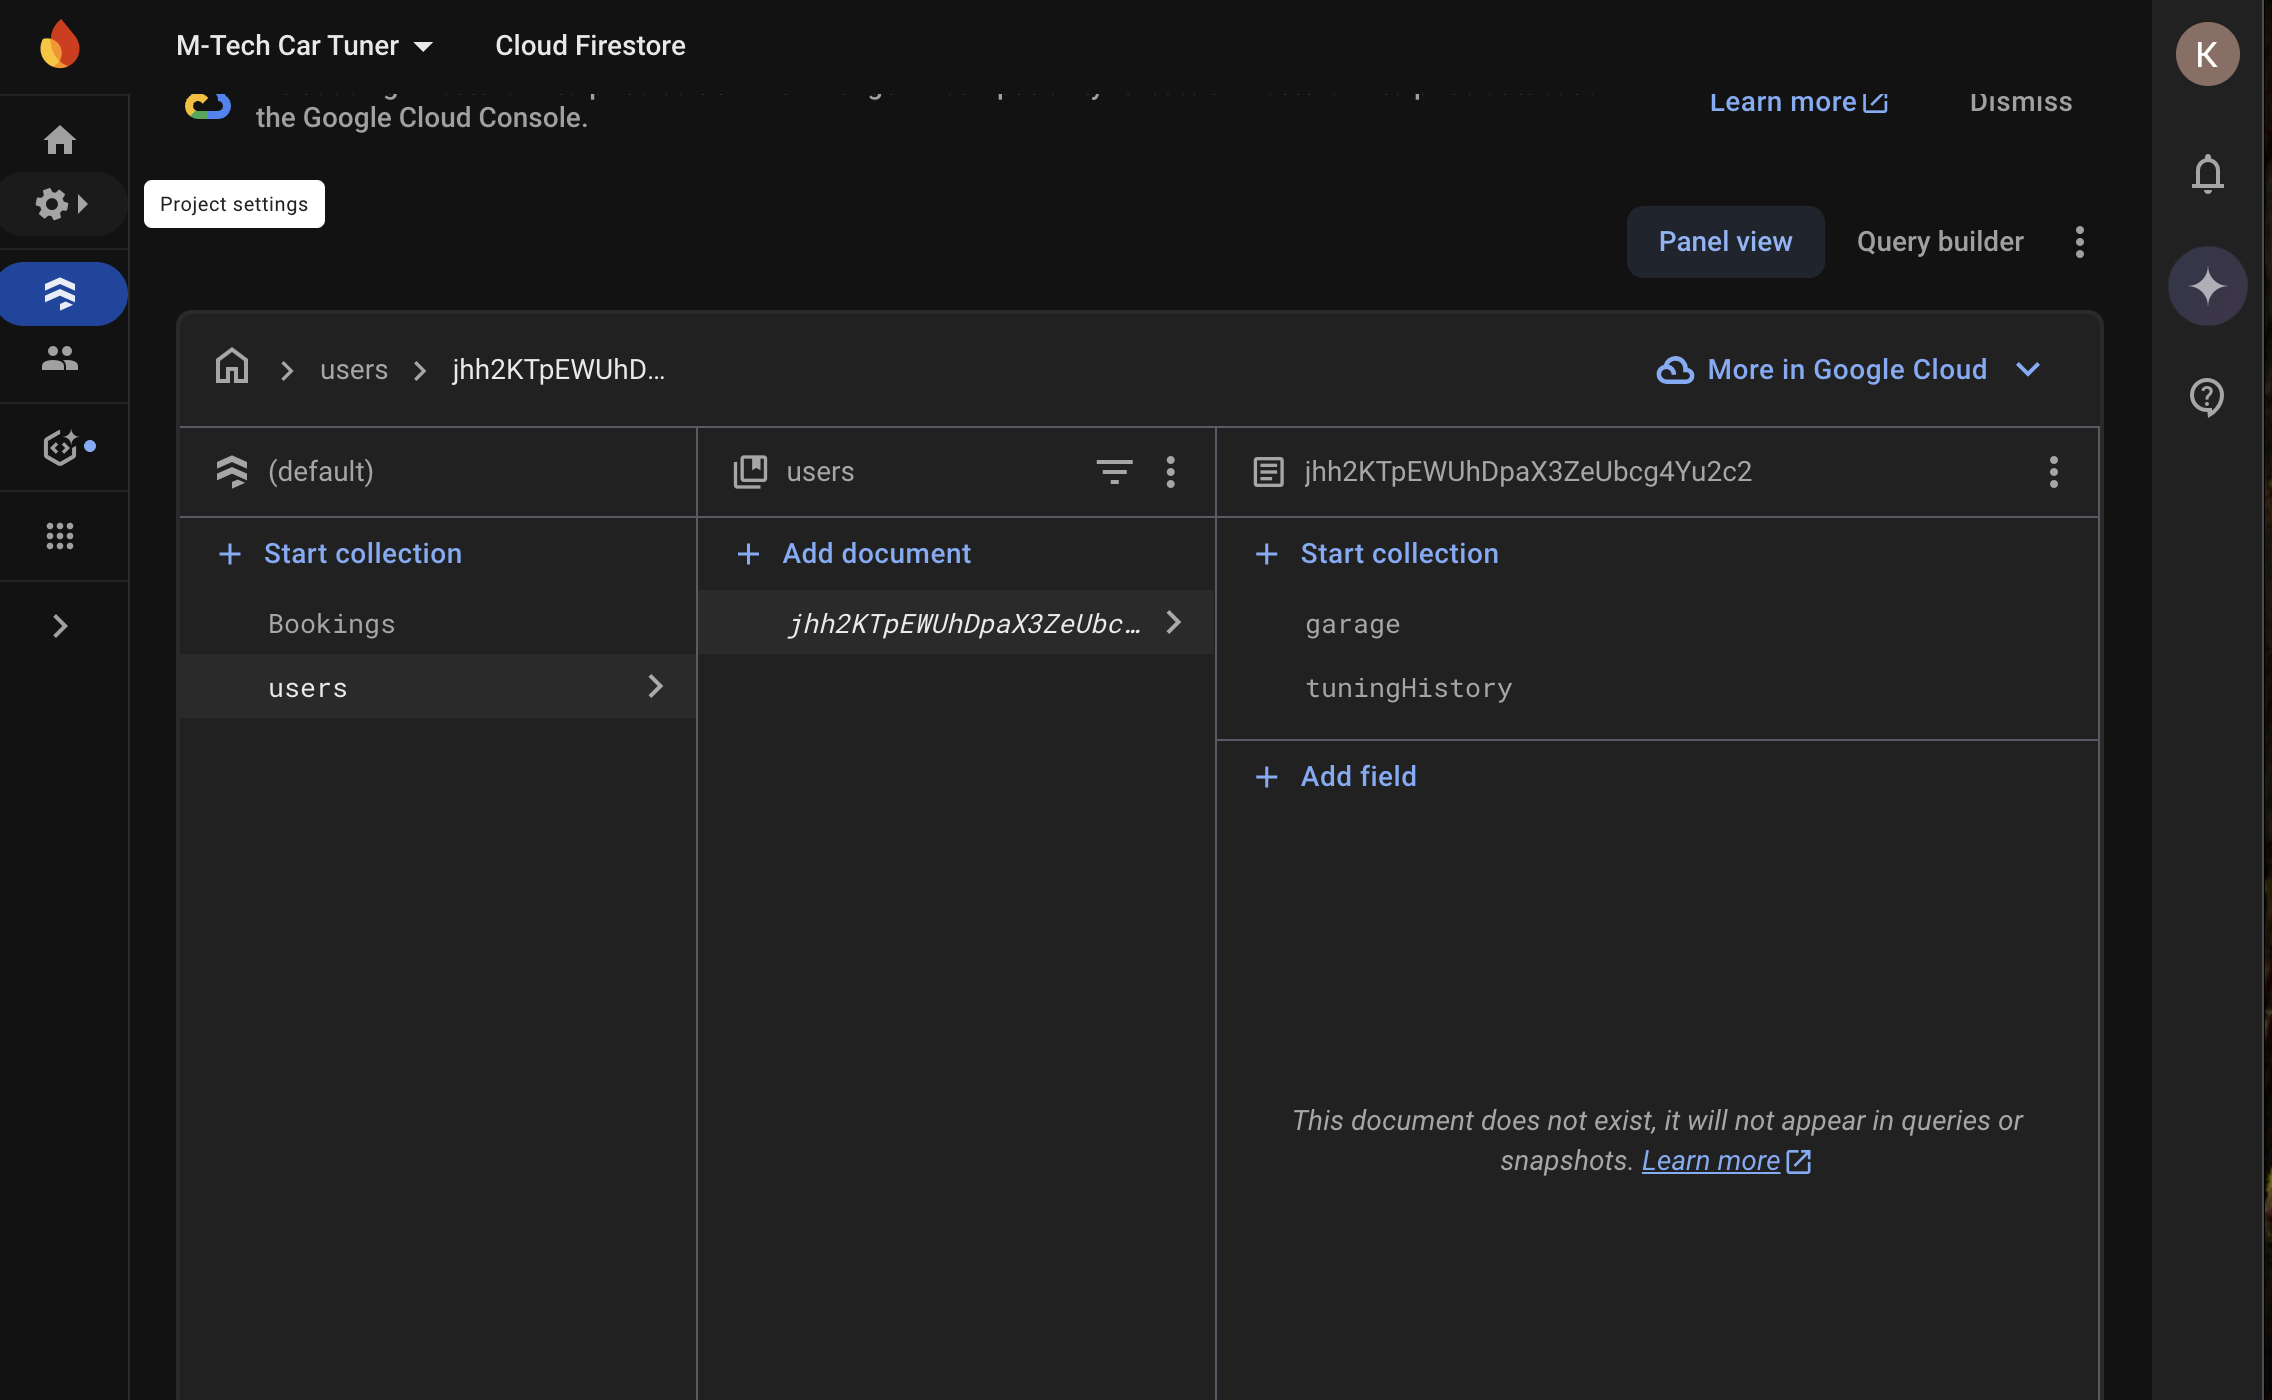 M-Tech Car Tuner
Cloud Firestore
K
the Google Cloud Console.
Learn more
Dismiss
Project settings
Panel view
Query builder
users
jhh2KTpEWUhD...
More in Google Cloud
(default)
users
jhh2KTpEWUhDpaX3ZeUbcg4Yu2c2
Start collection
Add document
Start collection
Bookings
jhh2KTpEWUhDpaX3ZeUbc…
garage
users
tuningHistory
Add field
This document does not exist, it will not appear in queries or
snapshots. Learn more